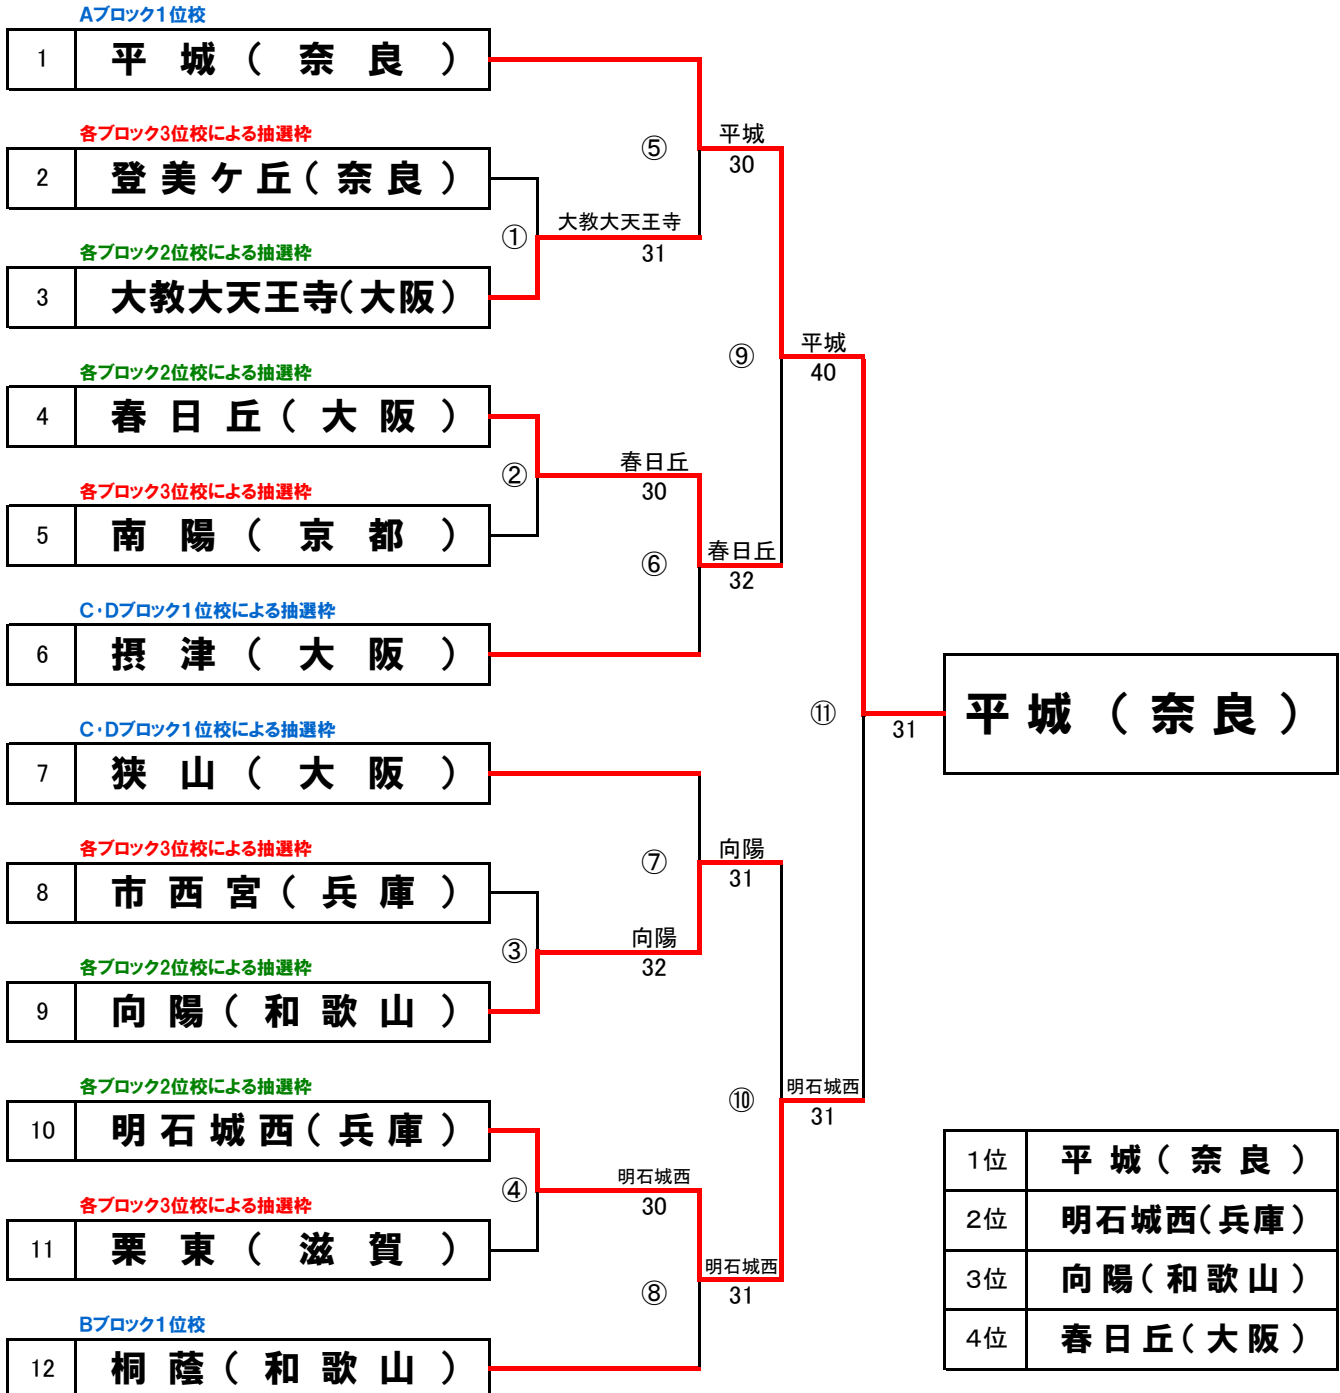 Aブロック1位校
1 平城(奈良)
各ブロック3位校による抽選枠
2 登美ケ丘(奈良)
各ブロック2位校による抽選枠
3 大教大天王寺(大阪)
各ブロック2位校による抽選枠
4 春日丘(大阪)
各ブロック3位校による抽選枠
5 南陽(京都)
C・Dブロック1位校による抽選枠
6 摂津(大阪)
C・Dブロック1位校による抽選枠
7 狭山(大阪)
各ブロック3位校による抽選枠
8 市西宮(兵庫)
各ブロック2位校による抽選枠
9 向陽(和歌山)
各ブロック2位校による抽選枠
10 明石城西(兵庫)
各ブロック3位校による抽選枠
11 栗東(滋賀)
Bブロック1位校
12 桐蔭(和歌山)
①
大教大天王寺
31
②
春日丘
30
③
向陽
32
④
明石城西
30
⑤
平城
30
⑥
春日丘
32
⑦
向陽
31
⑧
明石城西
31
⑨
平城
40
⑩
明石城西
31
⑪
31
平城(奈良)
1位 平城(奈良)
2位 明石城西(兵庫)
3位 向陽(和歌山)
4位 春日丘(大阪)